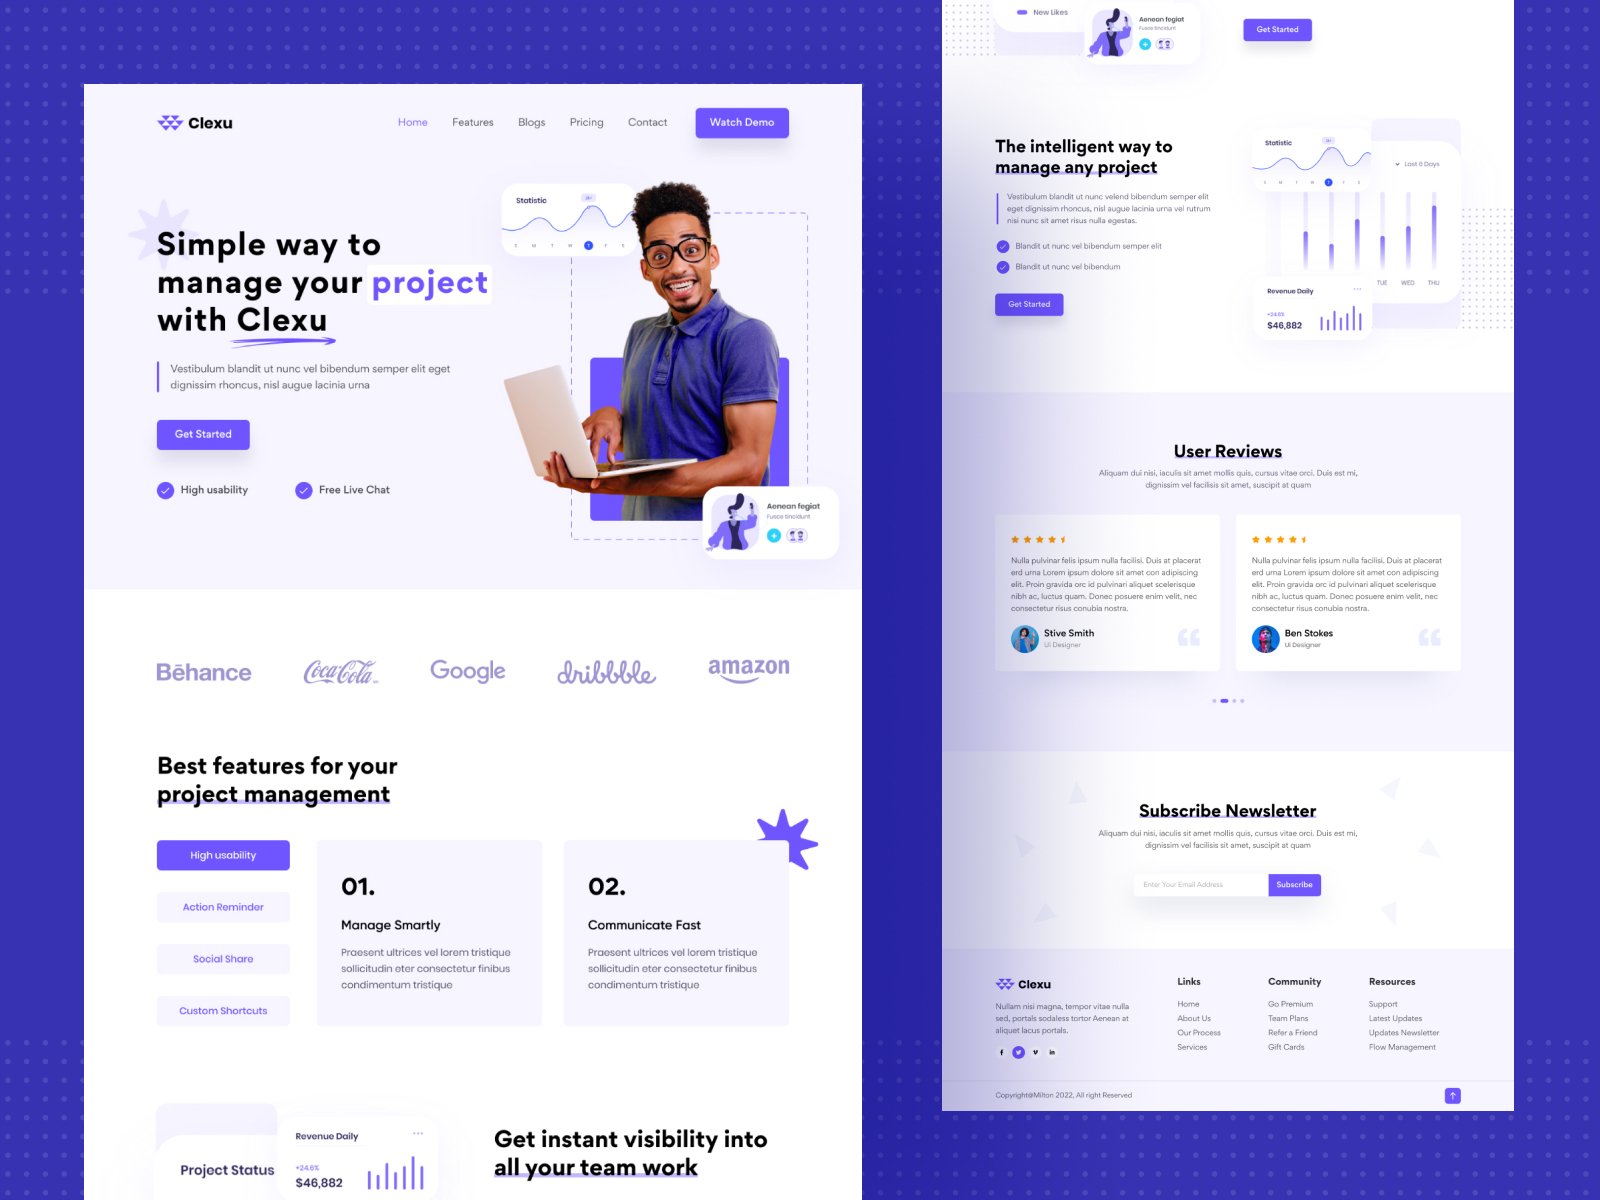 Clexu
Home Features Blogs Pricing Contact Watch Demo
Simple way to
manage your project
with Clexu
Vestibulum blandit ut nunc vel bibendum semper elit eget
dignissim rhoncus, nisl augue lacinia urna
Get Started
High usability Free Live Chat
Statistic
S M T W T F S
Aenean fegiat
Fusce tincidunt
Bēhance Coca-Cola Google dribbble amazon
Best features for your
project management
High usability
Action Reminder
Social Share
Custom Shortcuts
01.
Manage Smartly
Praesent ultrices vel lorem tristique
sollicitudin eter consectetur finibus
condimentum tristique
02.
Communicate Fast
Praesent ultrices vel lorem tristique
sollicitudin eter consectetur finibus
condimentum tristique
Project Status
Revenue Daily
+24.6%
$46,882
Get instant visibility into
all your team work
New Likes
Aenean fegiat
Fusce tincidunt
Get Started
The intelligent way to
manage any project
Vestibulum blandit ut nunc velend bibendum semper elit
eget dignissim rhoncus, nisl augue lacinia urna vel rutrum
nisi nunc sit amet risus nulla egestas.
Blandit ut nunc vel bibendum semper elit
Blandit ut nunc vel bibendum
Get Started
Statistic
S M T W T F S
Last 6 Days
TUE WED THU
Revenue Daily
+24.6%
$46,882
User Reviews
Aliquam dui nisi, iaculis sit amet mollis quis, cursus vitae orci. Duis est mi,
dignissim vel facilisis sit amet, suscipit at quam
Nulla pulvinar felis ipsum nulla facilisi. Duis at placerat
erd urna Lorem ipsum dolore sit amet con adipiscing
elit. Proin gravida orc id pulvinari aliquet scelerisque
nibh ac, luctus quam. Donec posuere enim velit, nec
consectetur risus conubia nostra.
Stive Smith
UI Designer
Nulla pulvinar felis ipsum nulla facilisi. Duis at placerat
erd urna Lorem ipsum dolore sit amet con adipiscing
elit. Proin gravida orc id pulvinari aliquet scelerisque
nibh ac, luctus quam. Donec posuere enim velit, nec
consectetur risus conubia nostra.
Ben Stokes
UI Designer
Subscribe Newsletter
Aliquam dui nisi, iaculis sit amet mollis quis, cursus vitae orci. Duis est mi,
dignissim vel facilisis sit amet, suscipit at quam
Enter Your Email Address Subscribe
Clexu
Nullam nisi magna, tempor vitae nulla
sed, portals sodaless tortor Aenean at
aliquet lacus portals.
Links
Home
About Us
Our Process
Services
Community
Go Premium
Team Plans
Refer a Friend
Gift Cards
Resources
Support
Latest Updates
Updates Newsletter
Flow Management
Copyright@Milton 2022, All right Reserved